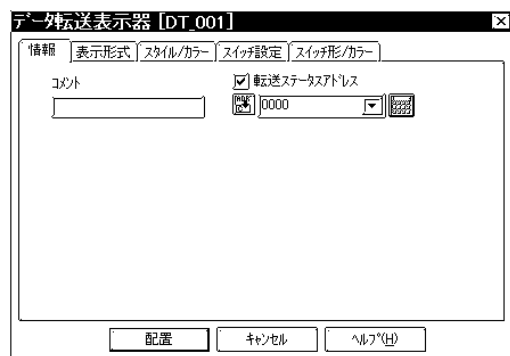 データ転送表示器 [DT_001]
情報 表示形式 スタイル/カラー スイッチ設定 スイッチ形/カラー
コメント 転送ステータスアドレス
0000
配置 キャンセル ヘルプ(H)